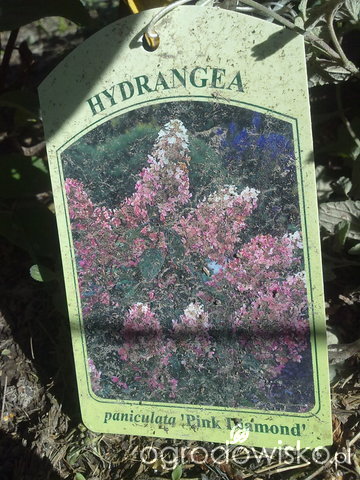 HYDRANGEA
paniculata 'Pink Diamond'
ogrodowisko.pl